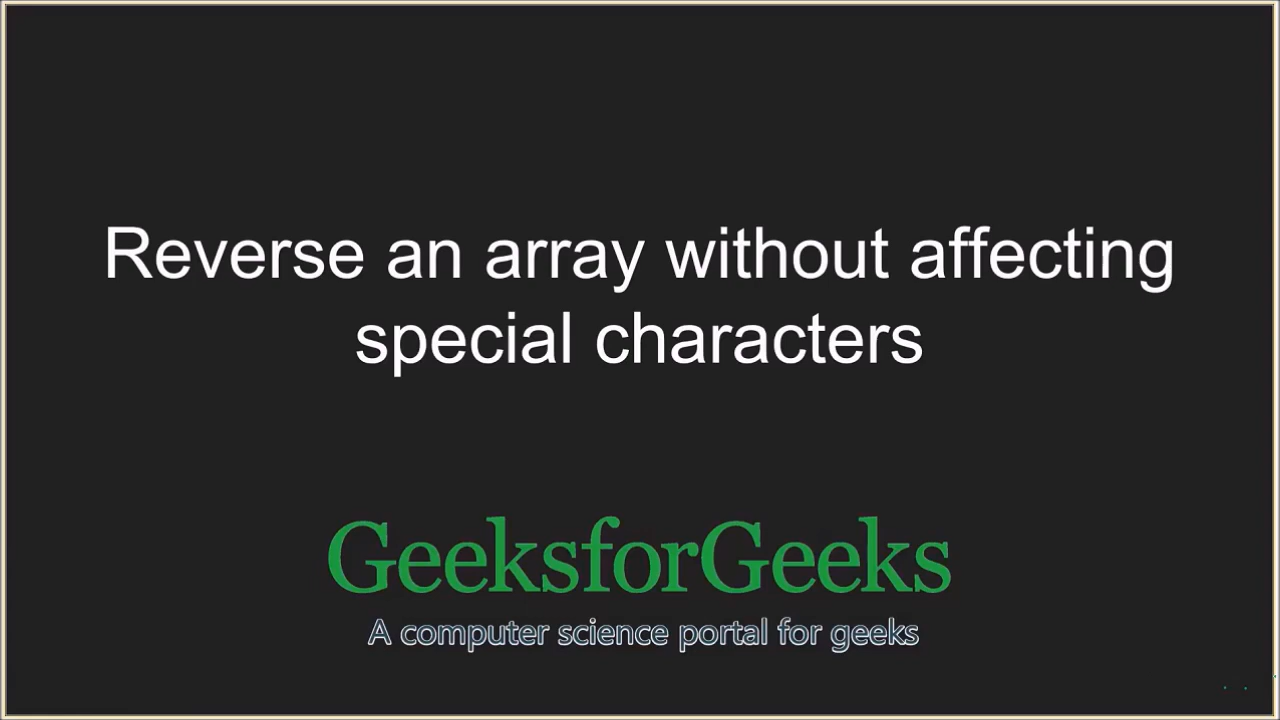 Reverse an array without affecting
special characters
GeeksforGeeks
A computer science portal for geeks